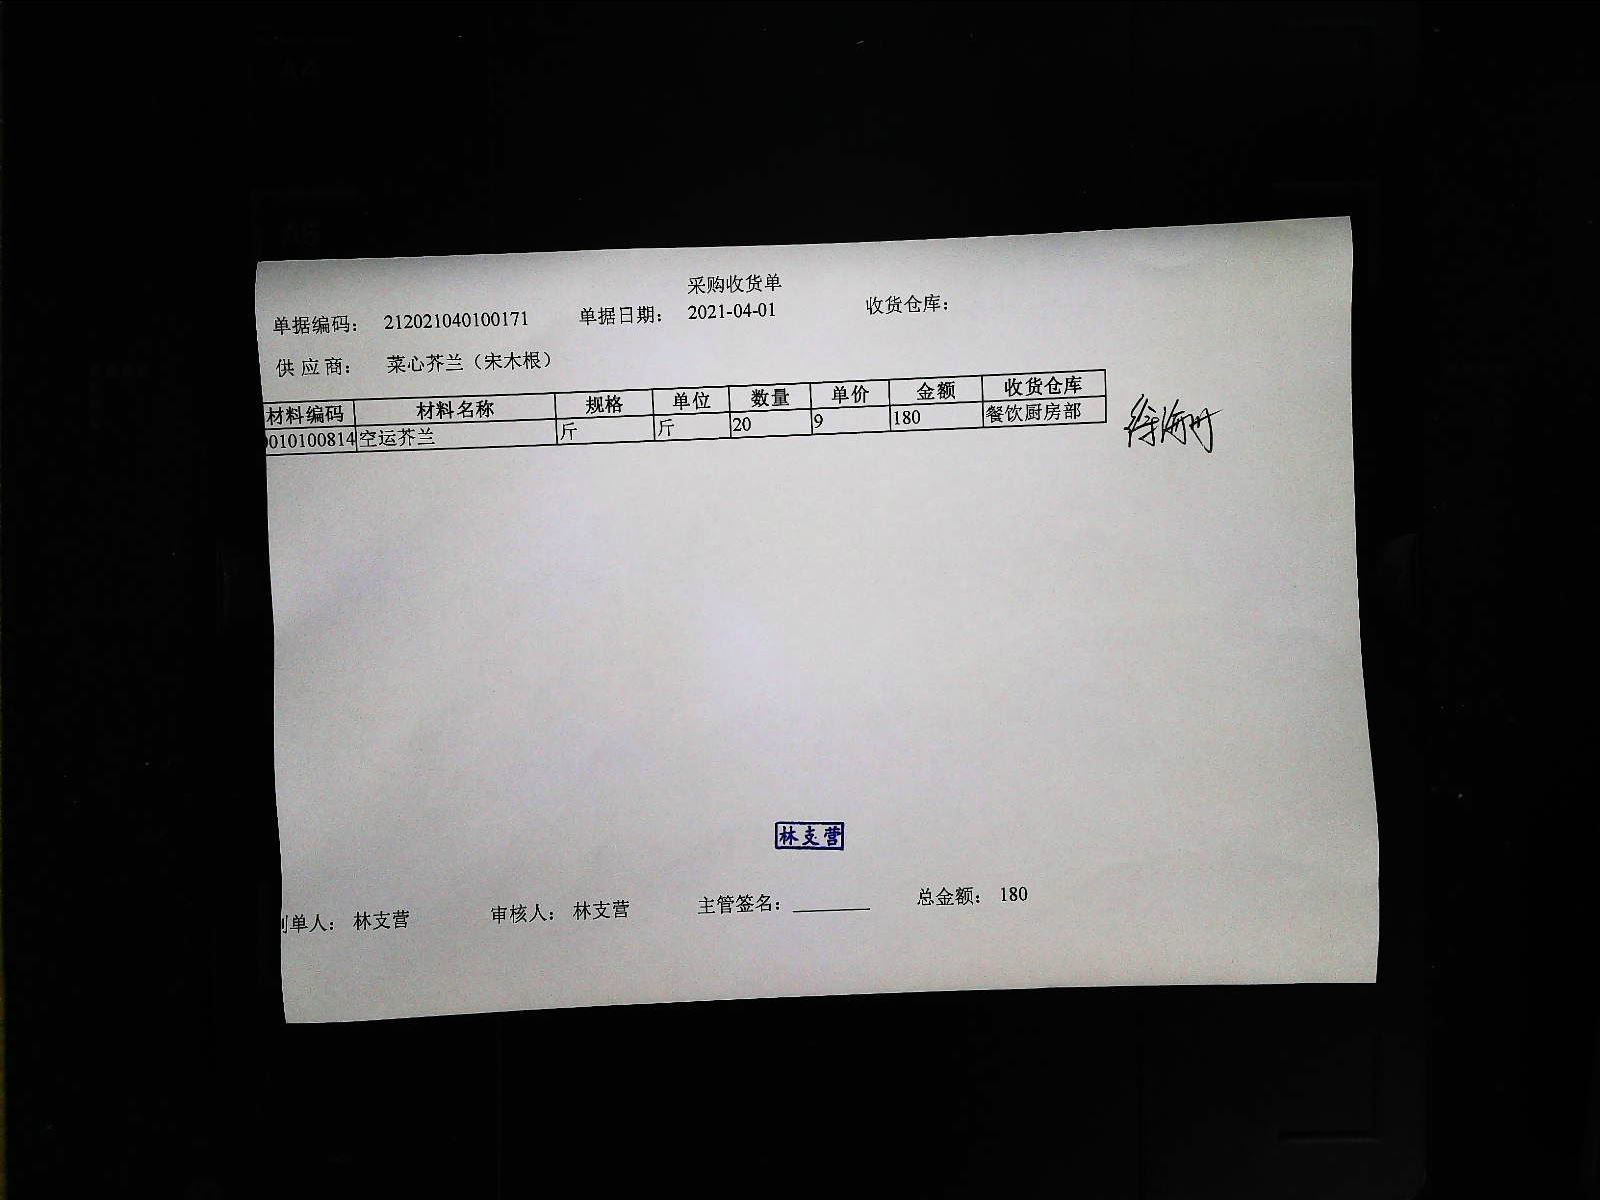 采购收货单
单据编码： 212021040100171 单据日期： 2021-04-01 收货仓库：
供 应 商： 菜心芥兰（宋木根）
材料编码 材料名称 规格 单位 数量 单价 金额 收货仓库
0010100814 空运芥兰 斤 斤 20 9 180 餐饮厨房部
林支营
制单人： 林支营 审核人： 林支营 主管签名： 总金额： 180